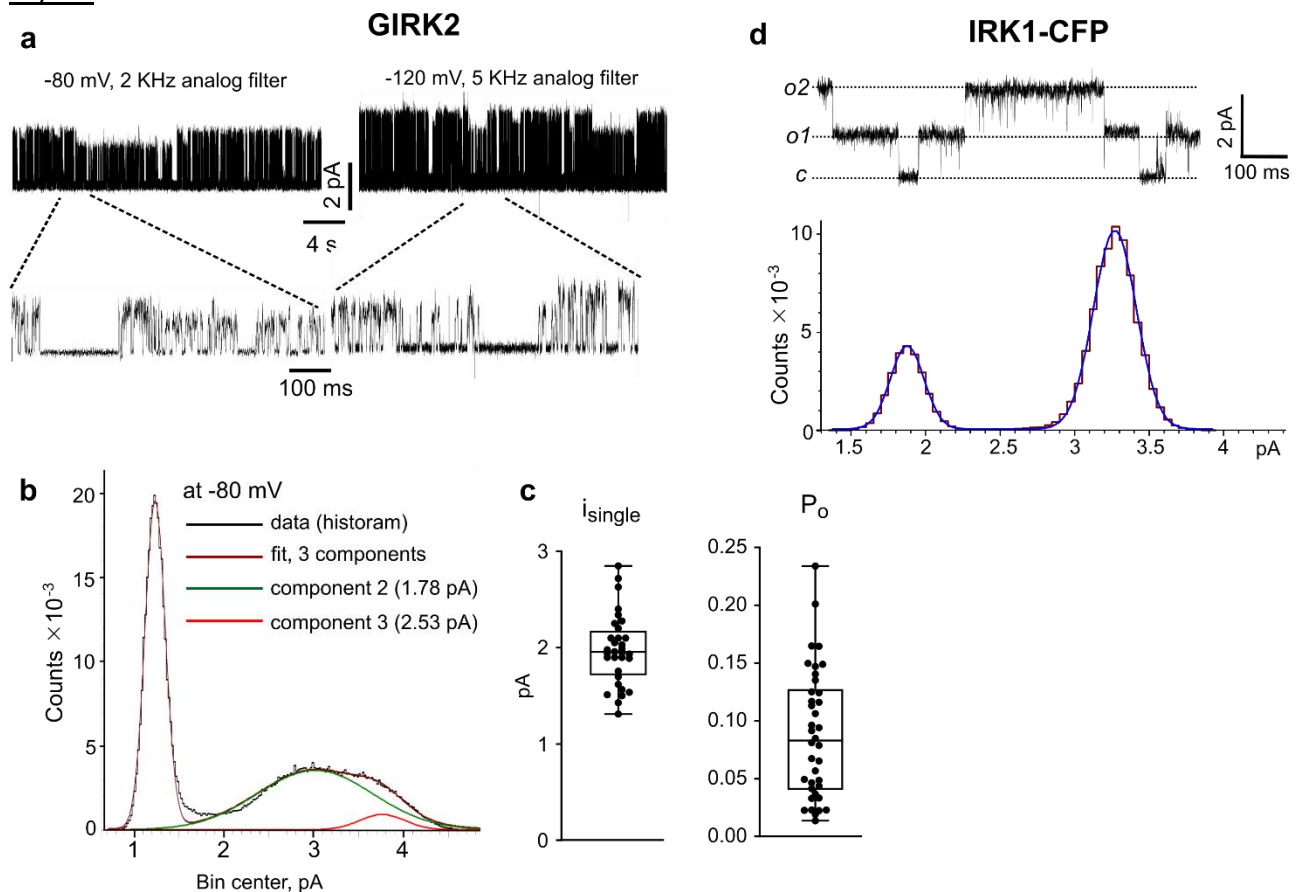 GIRK2
IRK1-CFP
a
-80 mV, 2 KHz analog filter
-120 mV, 5 KHz analog filter
2 pA
4 s
100 ms
d
o2
o1
c
2 pA
100 ms
Counts ×10-3
10
5
0
1.5
2
2.5
3
3.5
4
pA
b
at -80 mV
data (historam)
fit, 3 components
component 2 (1.78 pA)
component 3 (2.53 pA)
Counts ×10-3
20
15
10
5
0
1
2
3
4
Bin center, pA
c
isingle
pA
3
2
1
0
Po
0.25
0.20
0.15
0.10
0.05
0.00